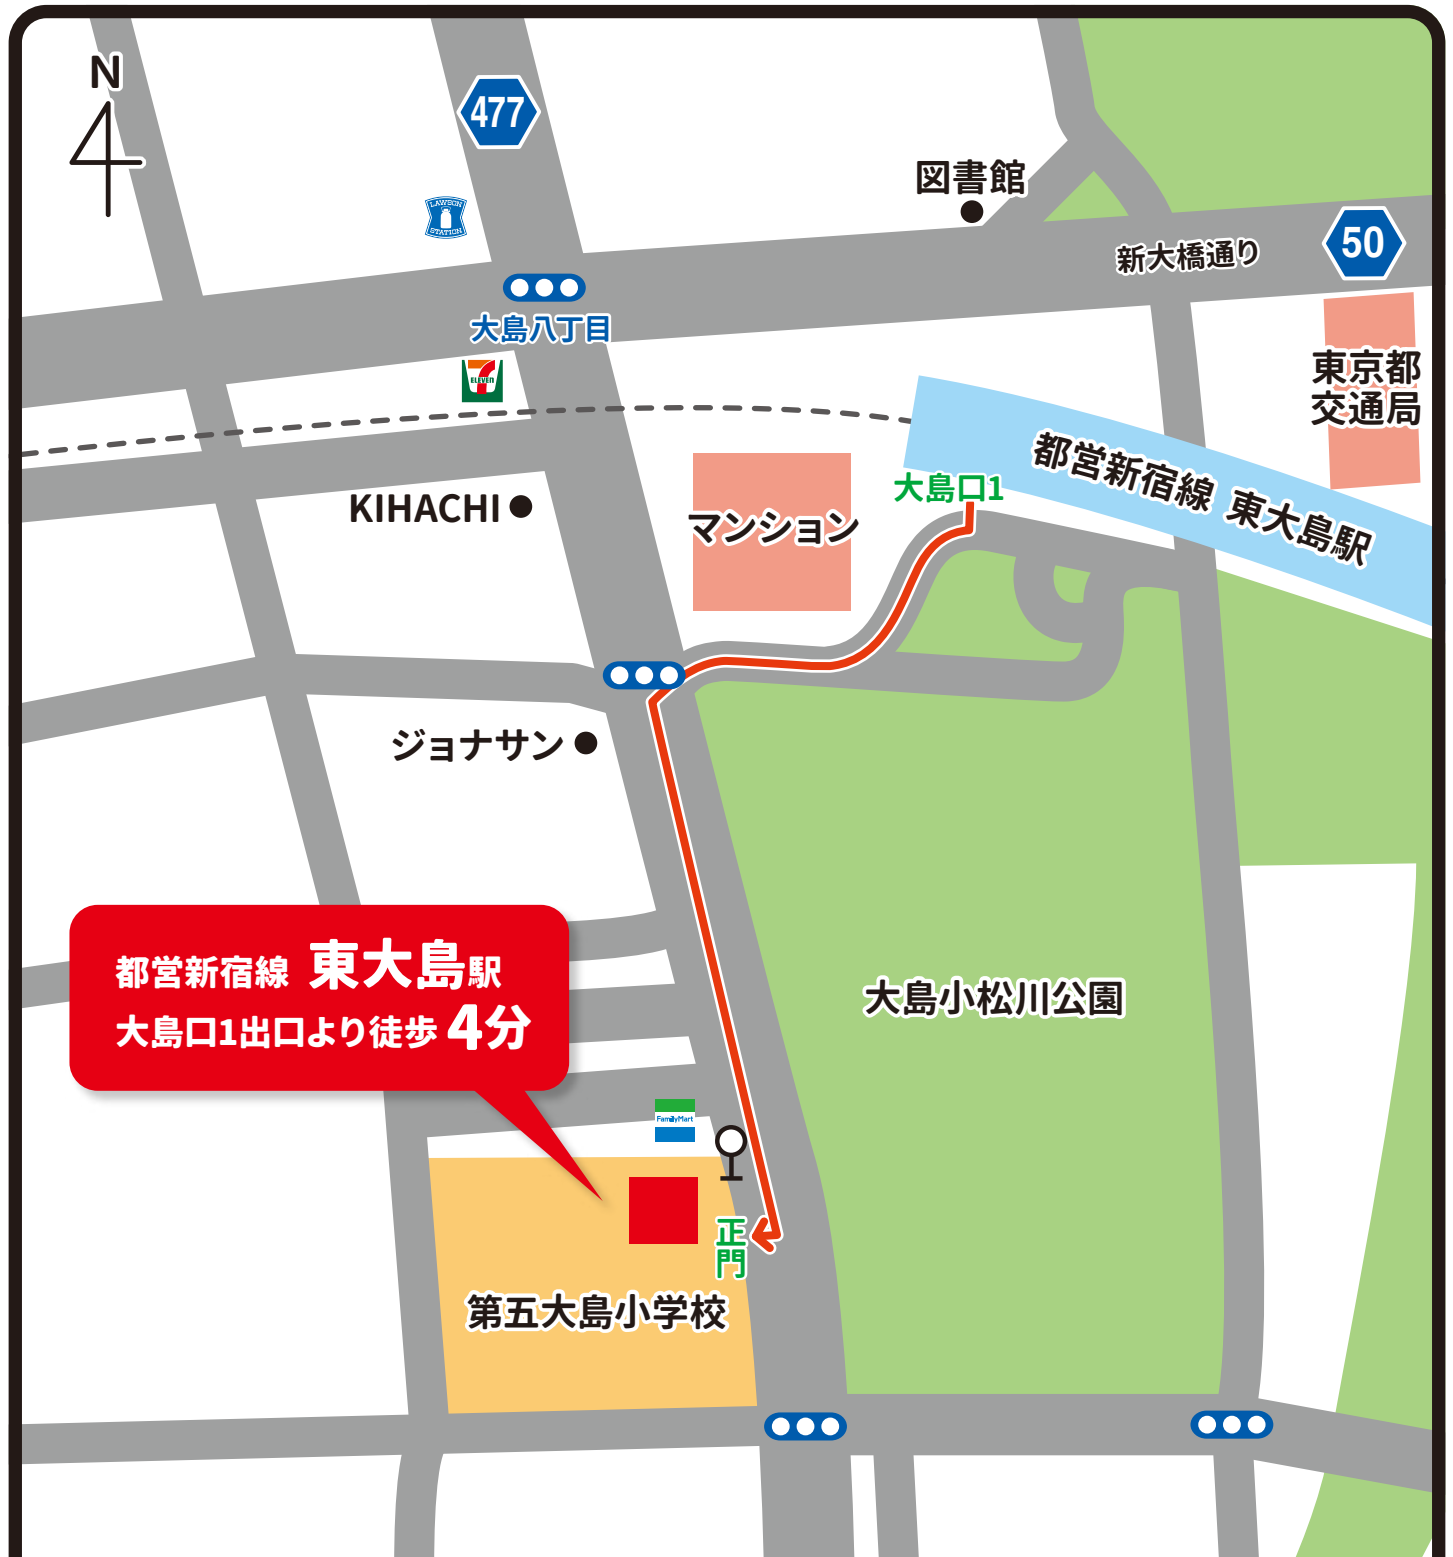 N
477
LAWSON
STATION
図書館
新大橋通り
50
大島八丁目
東京都
交通局
ELEVEN
都営新宿線 東大島駅
大島口1
KIHACHI
マンション
ジョナサン
都営新宿線 東大島駅
大島口1出口より徒歩 4分
大島小松川公園
FamilyMart
正門
第五大島小学校